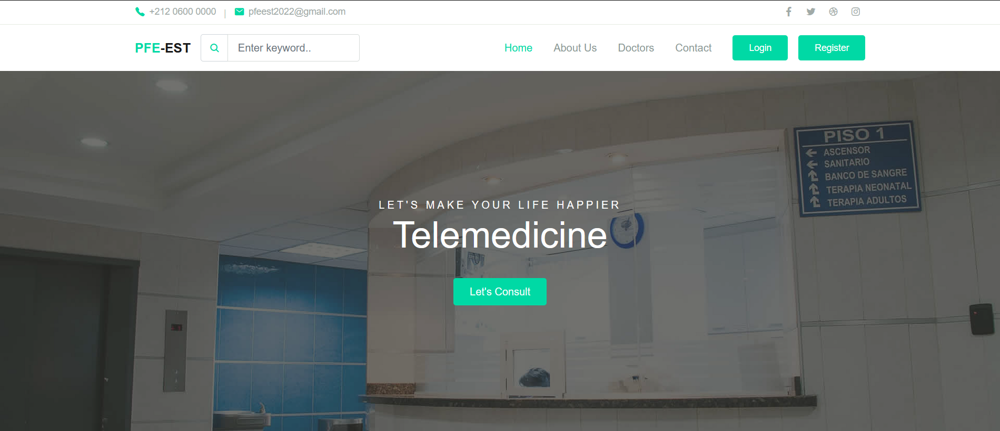 +212 0600 0000 | pfeest2022@gmail.com
PFE-EST Enter keyword.. Home About Us Doctors Contact Login Register
PISO 1
ASCENSOR
SANITARIO
BANCO DE SANGRE
TERAPIA NEONATAL
TERAPIA ADULTOS
LET'S MAKE YOUR LIFE HAPPIER
Telemedicine
Let's Consult